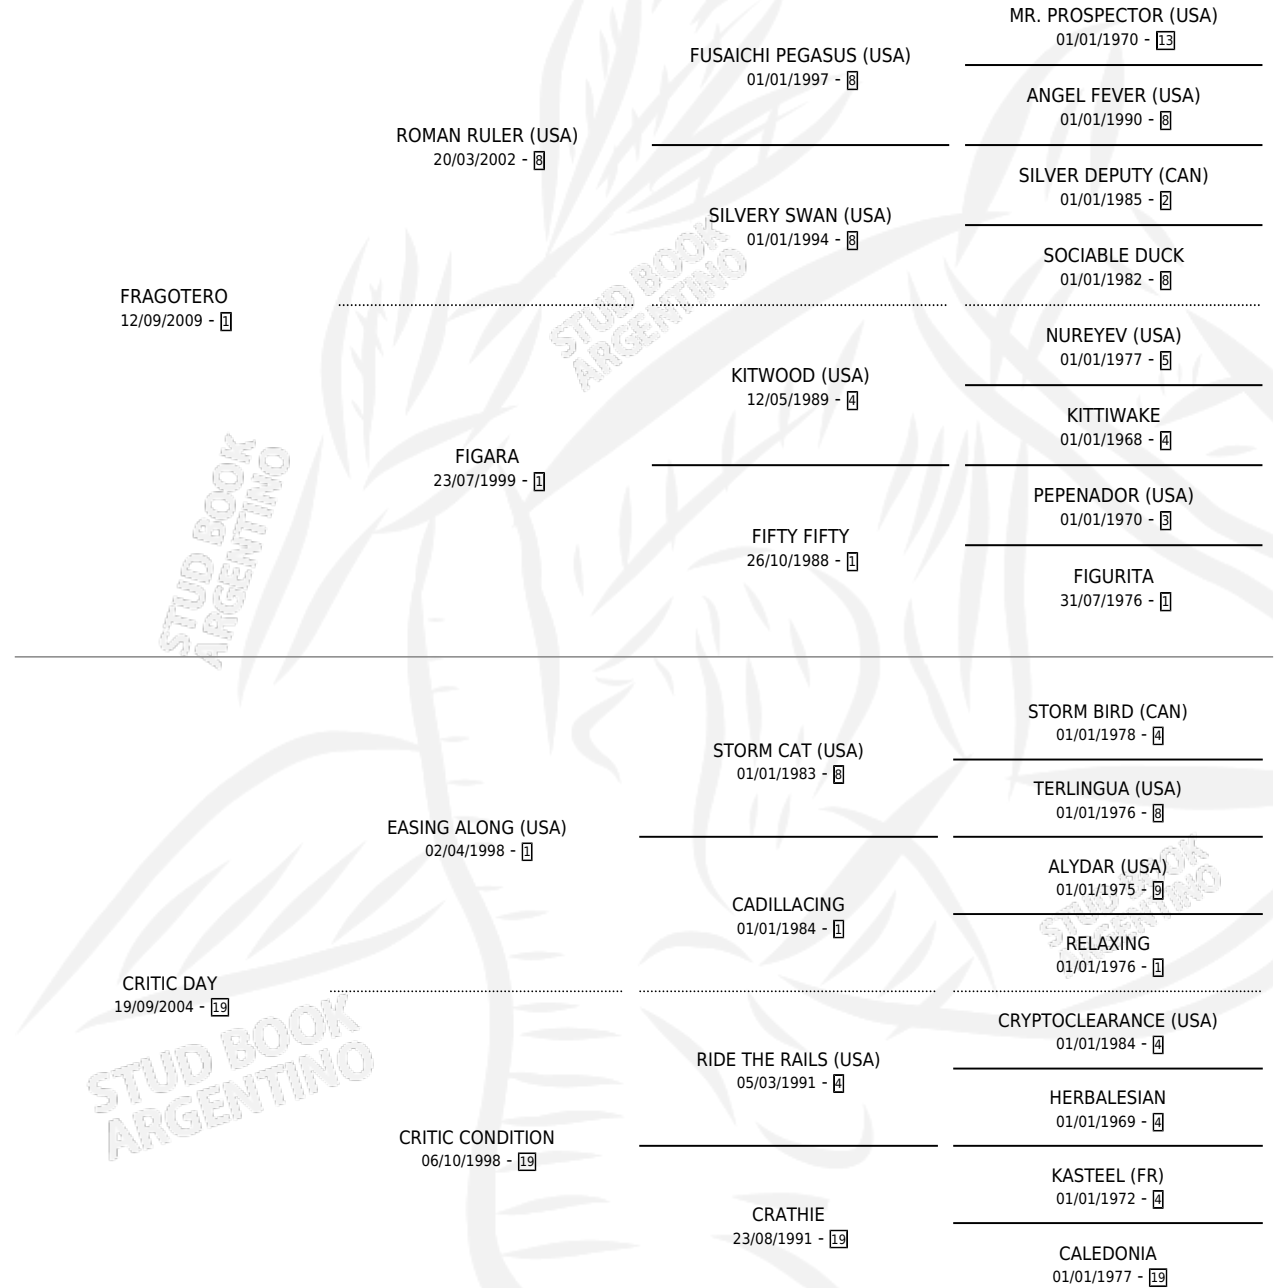 MR. PROSPECTOR (USA)
01/01/1970 - 13
FUSAICHI PEGASUS (USA)
01/01/1997 - 8
ANGEL FEVER (USA)
01/01/1990 - 8
ROMAN RULER (USA)
20/03/2002 - 8
SILVER DEPUTY (CAN)
01/01/1985 - 2
SILVERY SWAN (USA)
01/01/1994 - 8
SOCIABLE DUCK
01/01/1982 - 8
FRAGOTERO
12/09/2009 - 1
NUREYEV (USA)
01/01/1977 - 5
KITWOOD (USA)
12/05/1989 - 4
KITTIWAKE
01/01/1968 - 4
FIGARA
23/07/1999 - 1
PEPENADOR (USA)
01/01/1970 - 3
FIFTY FIFTY
26/10/1988 - 1
FIGURITA
31/07/1976 - 1
STORM BIRD (CAN)
01/01/1978 - 4
STORM CAT (USA)
01/01/1983 - 8
TERLINGUA (USA)
01/01/1976 - 8
EASING ALONG (USA)
02/04/1998 - 1
ALYDAR (USA)
01/01/1975 - 9
CADILLACING
01/01/1984 - 1
RELAXING
01/01/1976 - 1
CRITIC DAY
19/09/2004 - 19
CRYPTOCLEARANCE (USA)
01/01/1984 - 4
RIDE THE RAILS (USA)
05/03/1991 - 4
HERBALESIAN
01/01/1969 - 4
CRITIC CONDITION
06/10/1998 - 19
KASTEEL (FR)
01/01/1972 - 4
CRATHIE
23/08/1991 - 19
CALEDONIA
01/01/1977 - 19
STUD BOOK
ARGENTINO
STUD BOOK
ARGENTINO
STUD BOOK
ARGENTINO
STUD BOOK
ARGENTINO